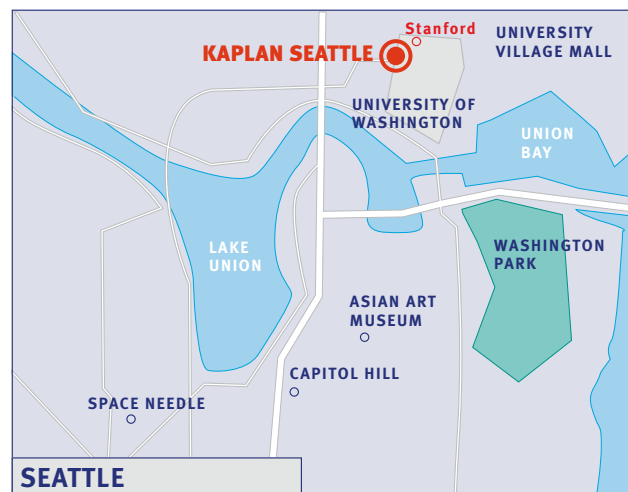 Stanford
KAPLAN SEATTLE
UNIVERSITY
VILLAGE MALL
UNIVERSITY OF
WASHINGTON
UNION
BAY
LAKE
UNION
WASHINGTON
PARK
ASIAN ART
MUSEUM
CAPITOL HILL
SPACE NEEDLE
SEATTLE